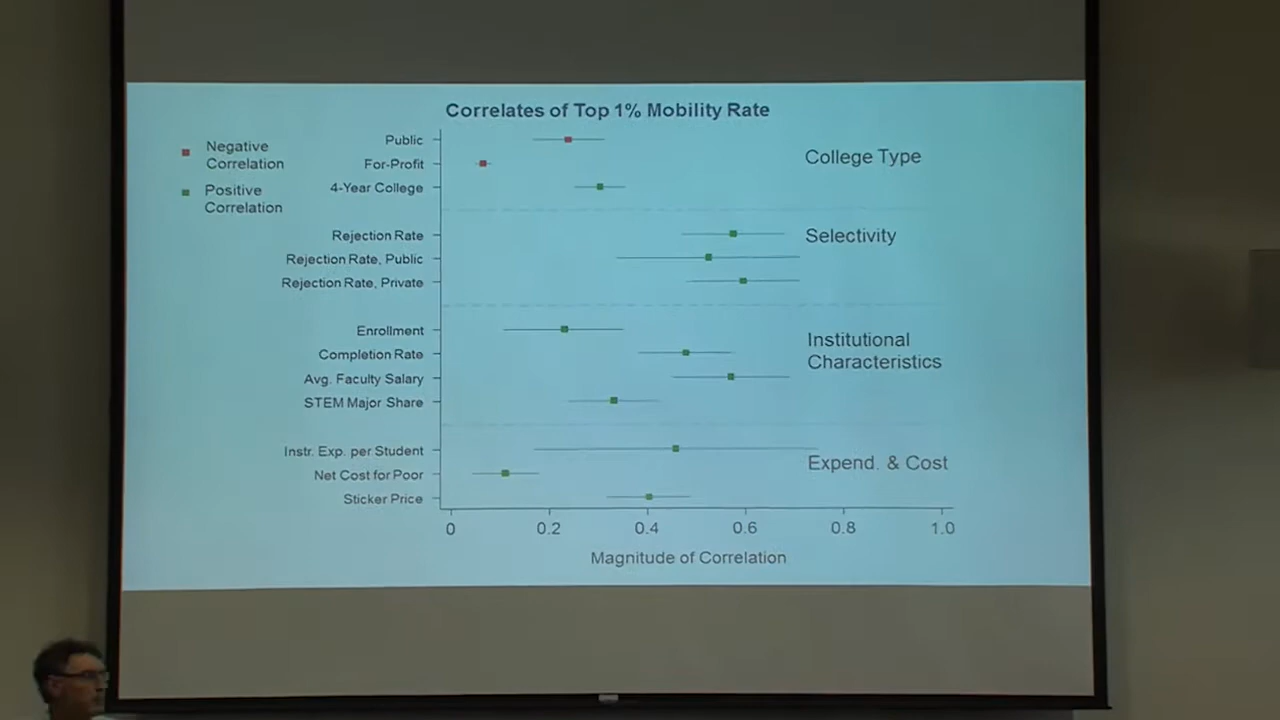 Correlates of Top 1% Mobility Rate
Negative
Correlation
Positive
Correlation
Public
For-Profit
4-Year College
College Type
Rejection Rate
Rejection Rate, Public
Rejection Rate, Private
Selectivity
Enrollment
Completion Rate
Avg. Faculty Salary
STEM Major Share
Institutional
Characteristics
Instr. Exp. per Student
Net Cost for Poor
Sticker Price
Expend. & Cost
0 0.2 0.4 0.6 0.8 1.0
Magnitude of Correlation